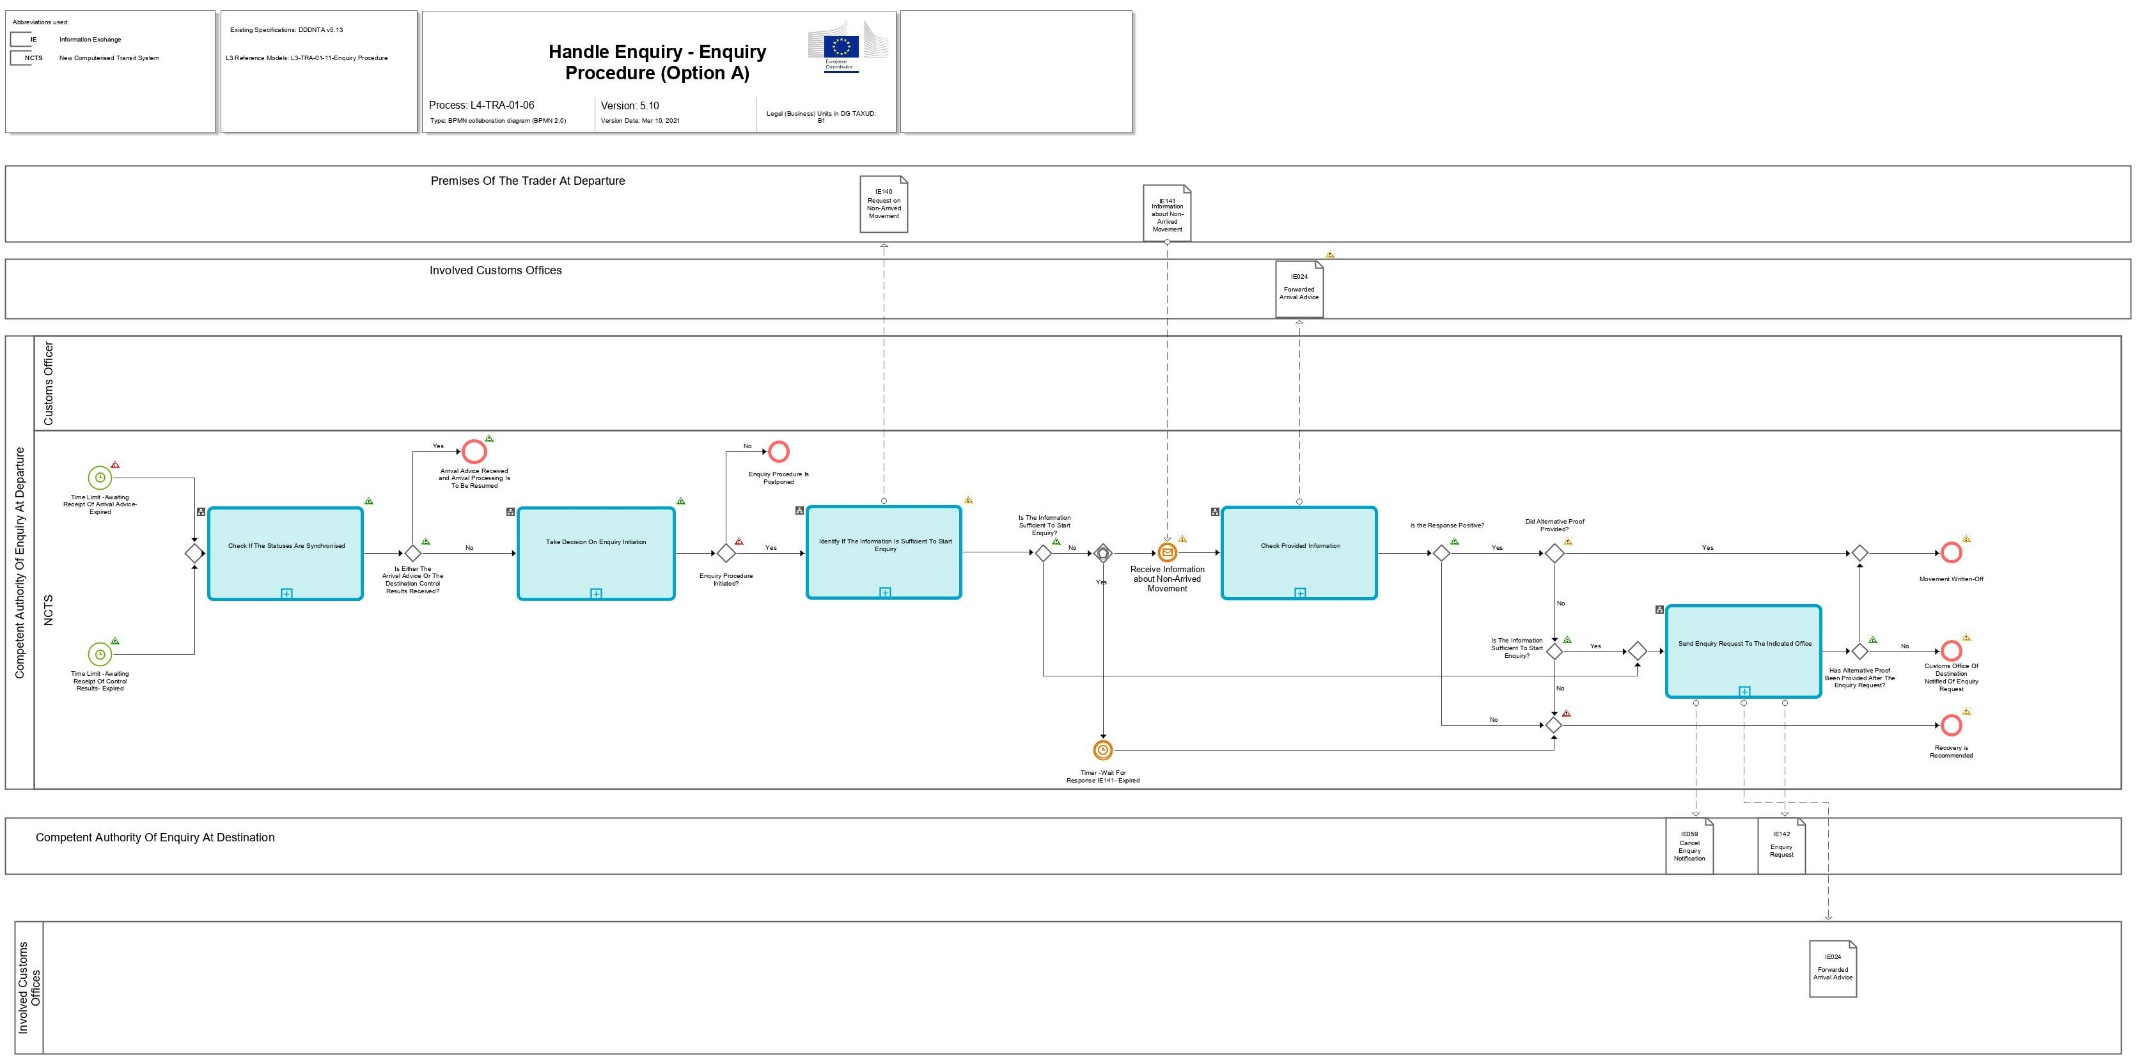 Abbreviations used:
IE
Information Exchange
NCTS
New Computerised Transit System
Existing Specifications: DDDNTA v5.13
L3 Reference Models: L3-TRA-01-11-Enquiry Procedure
Handle Enquiry - Enquiry
Procedure (Option A)
European
Commission
Process: L4-TRA-01-06
Type: BPMN collaboration diagram (BPMN 2.0)
Version: 5.10
Version Date: Mar 10, 2021
Legal (Business) Units in DG TAXUD:
B1
Premises Of The Trader At Departure
IE140
Request on
Non-Arrived
Movement
IE141
Information
about Non-
Arrived
Movement
Involved Customs Offices
IE024
Forwarded
Arrival Advice
Competent Authority Of Enquiry At Departure
Customs Officer
NCTS
Time Limit -Awaiting
Receipt Of Arrival Advice-
Expired
Time Limit -Awaiting
Receipt Of Control
Results- Expired
Check If The Statuses Are Synchronised
Yes
Arrival Advice Received
and Arrival Processing Is
To Be Resumed
Is Either The
Arrival Advice Or The
Destination Control
Results Received?
No
Take Decision On Enquiry Initiation
No
Enquiry Procedure Is
Postponed
Enquiry Procedure
Initiated?
Yes
Identify If The Information Is Sufficient To Start
Enquiry
Is The Information
Sufficient To Start
Enquiry?
No
Yes
Receive Information
about Non-Arrived
Movement
Timer -Wait For
Response IE141- Expired
Check Provided Information
Is the Response Positive?
Yes
No
Did Alternative Proof
Provided?
Yes
No
Is The Information
Sufficient To Start
Enquiry?
Yes
No
Send Enquiry Request To The Indicated Office
Has Alternative Proof
Been Provided After The
Enquiry Request?
No
Movement Written-Off
Customs Office Of
Destination
Notified Of Enquiry
Request
Recovery is
Recommended
Competent Authority Of Enquiry At Destination
IE059
Cancel
Enquiry
Notification
IE142
Enquiry
Request
Involved Customs
Offices
IE024
Forwarded
Arrival Advice